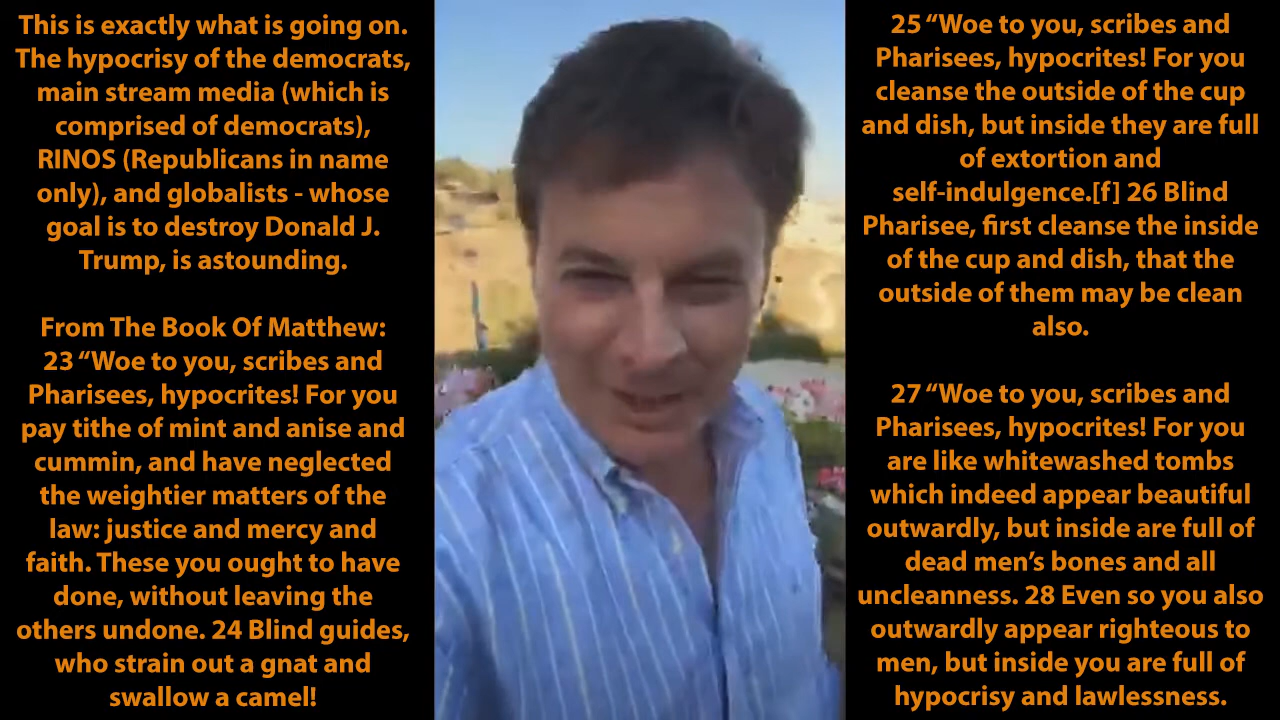 This is exactly what is going on.
The hypocrisy of the democrats,
main stream media (which is
comprised of democrats),
RINOS (Republicans in name
only), and globalists - whose
goal is to destroy Donald J.
Trump, is astounding.
From The Book Of Matthew:
23 “Woe to you, scribes and
Pharisees, hypocrites! For you
pay tithe of mint and anise and
cummin, and have neglected
the weightier matters of the
law: justice and mercy and
faith. These you ought to have
done, without leaving the
others undone. 24 Blind guides,
who strain out a gnat and
swallow a camel!
25 “Woe to you, scribes and
Pharisees, hypocrites! For you
cleanse the outside of the cup
and dish, but inside they are full
of extortion and
self-indulgence.[f] 26 Blind
Pharisee, first cleanse the inside
of the cup and dish, that the
outside of them may be clean
also.
27 “Woe to you, scribes and
Pharisees, hypocrites! For you
are like whitewashed tombs
which indeed appear beautiful
outwardly, but inside are full of
dead men’s bones and all
uncleanness. 28 Even so you also
outwardly appear righteous to
men, but inside you are full of
hypocrisy and lawlessness.